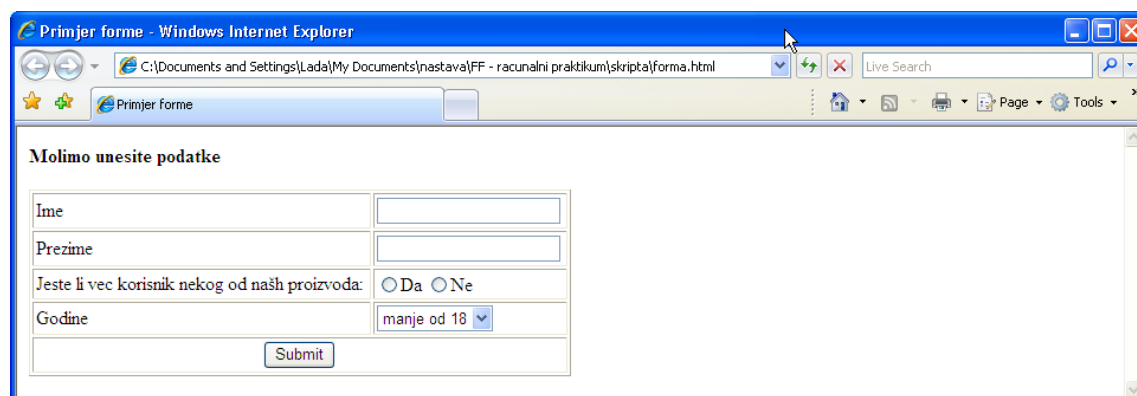 Primjer forme - Windows Internet Explorer
C:\Documents and Settings\Lada\My Documents\nastava\FF - racunalni praktikum\skripta\forma.html Live Search
Primjer forme Page Tools »
Molimo unesite podatke
Ime
Prezime
Jeste li vec korisnik nekog od našh proizvoda: Da Ne
Godine manje od 18
Submit